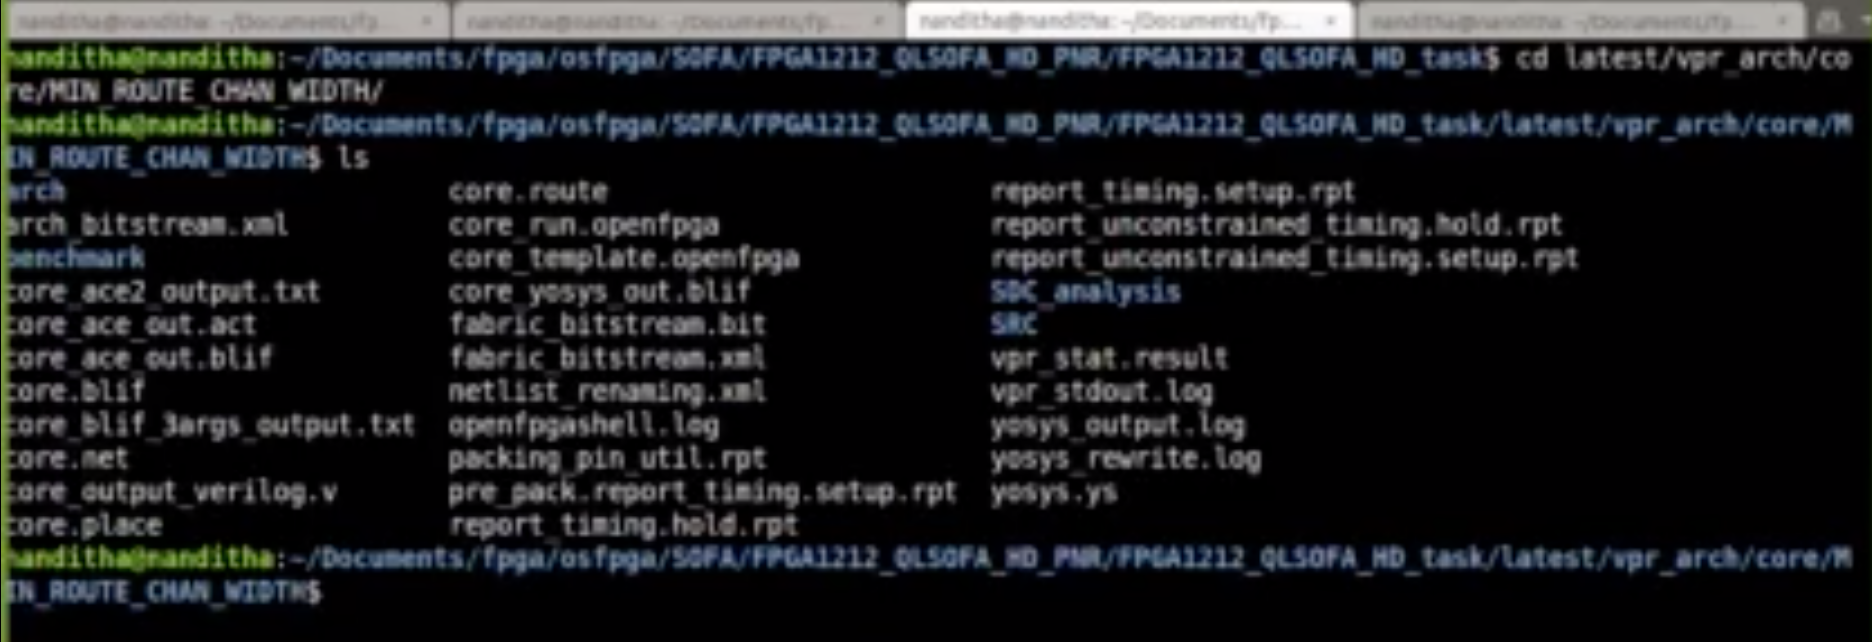 nanditha@nanditha: ~/Documents/fp... × nanditha@nanditha: ~/Documents/fp... × nanditha@nanditha: ~/Documents/fp... × nanditha@nanditha: ~/Documents/fp... ×
nanditha@nanditha:~/Documents/fpga/osfpga/SOFA/FPGA1212_QLSOFA_HD_PNR/FPGA1212_QLSOFA_HD_task$ cd latest/vpr_arch/co
re/MIN_ROUTE_CHAN_WIDTH/
nanditha@nanditha:~/Documents/fpga/osfpga/SOFA/FPGA1212_QLSOFA_HD_PNR/FPGA1212_QLSOFA_HD_task/latest/vpr_arch/core/M
IN_ROUTE_CHAN_WIDTH$ ls
arch core.route report_timing.setup.rpt
arch_bitstream.xml core_run.openfpga report_unconstrained_timing.hold.rpt
benchmark core_template.openfpga report_unconstrained_timing.setup.rpt
core_ace2_output.txt core_yosys_out.blif SDC_analysis
core_ace_out.act fabric_bitstream.bit SRC
core_ace_out.blif fabric_bitstream.xml vpr_stat.result
core.blif netlist_renaming.xml vpr_stdout.log
core_blif_3args_output.txt openfpgashell.log yosys_output.log
core.net packing_pin_util.rpt yosys_rewrite.log
core_output_verilog.v pre_pack.report_timing.setup.rpt yosys.ys
core.place report_timing.hold.rpt
nanditha@nanditha:~/Documents/fpga/osfpga/SOFA/FPGA1212_QLSOFA_HD_PNR/FPGA1212_QLSOFA_HD_task/latest/vpr_arch/core/M
IN_ROUTE_CHAN_WIDTH$